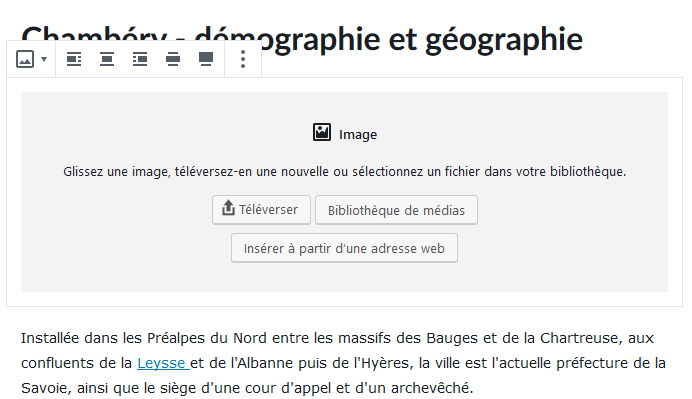 Chambéry - démographie et géographie
Image
Glissez une image, téléversez-en une nouvelle ou sélectionnez un fichier dans votre bibliothèque.
Téléverser
Bibliothèque de médias
Insérer à partir d'une adresse web
Installée dans les Préalpes du Nord entre les massifs des Bauges et de la Chartreuse, aux
confluents de la Leysse et de l'Albanne puis de l'Hyères, la ville est l'actuelle préfecture de la
Savoie, ainsi que le siège d'une cour d'appel et d'un archevêché.